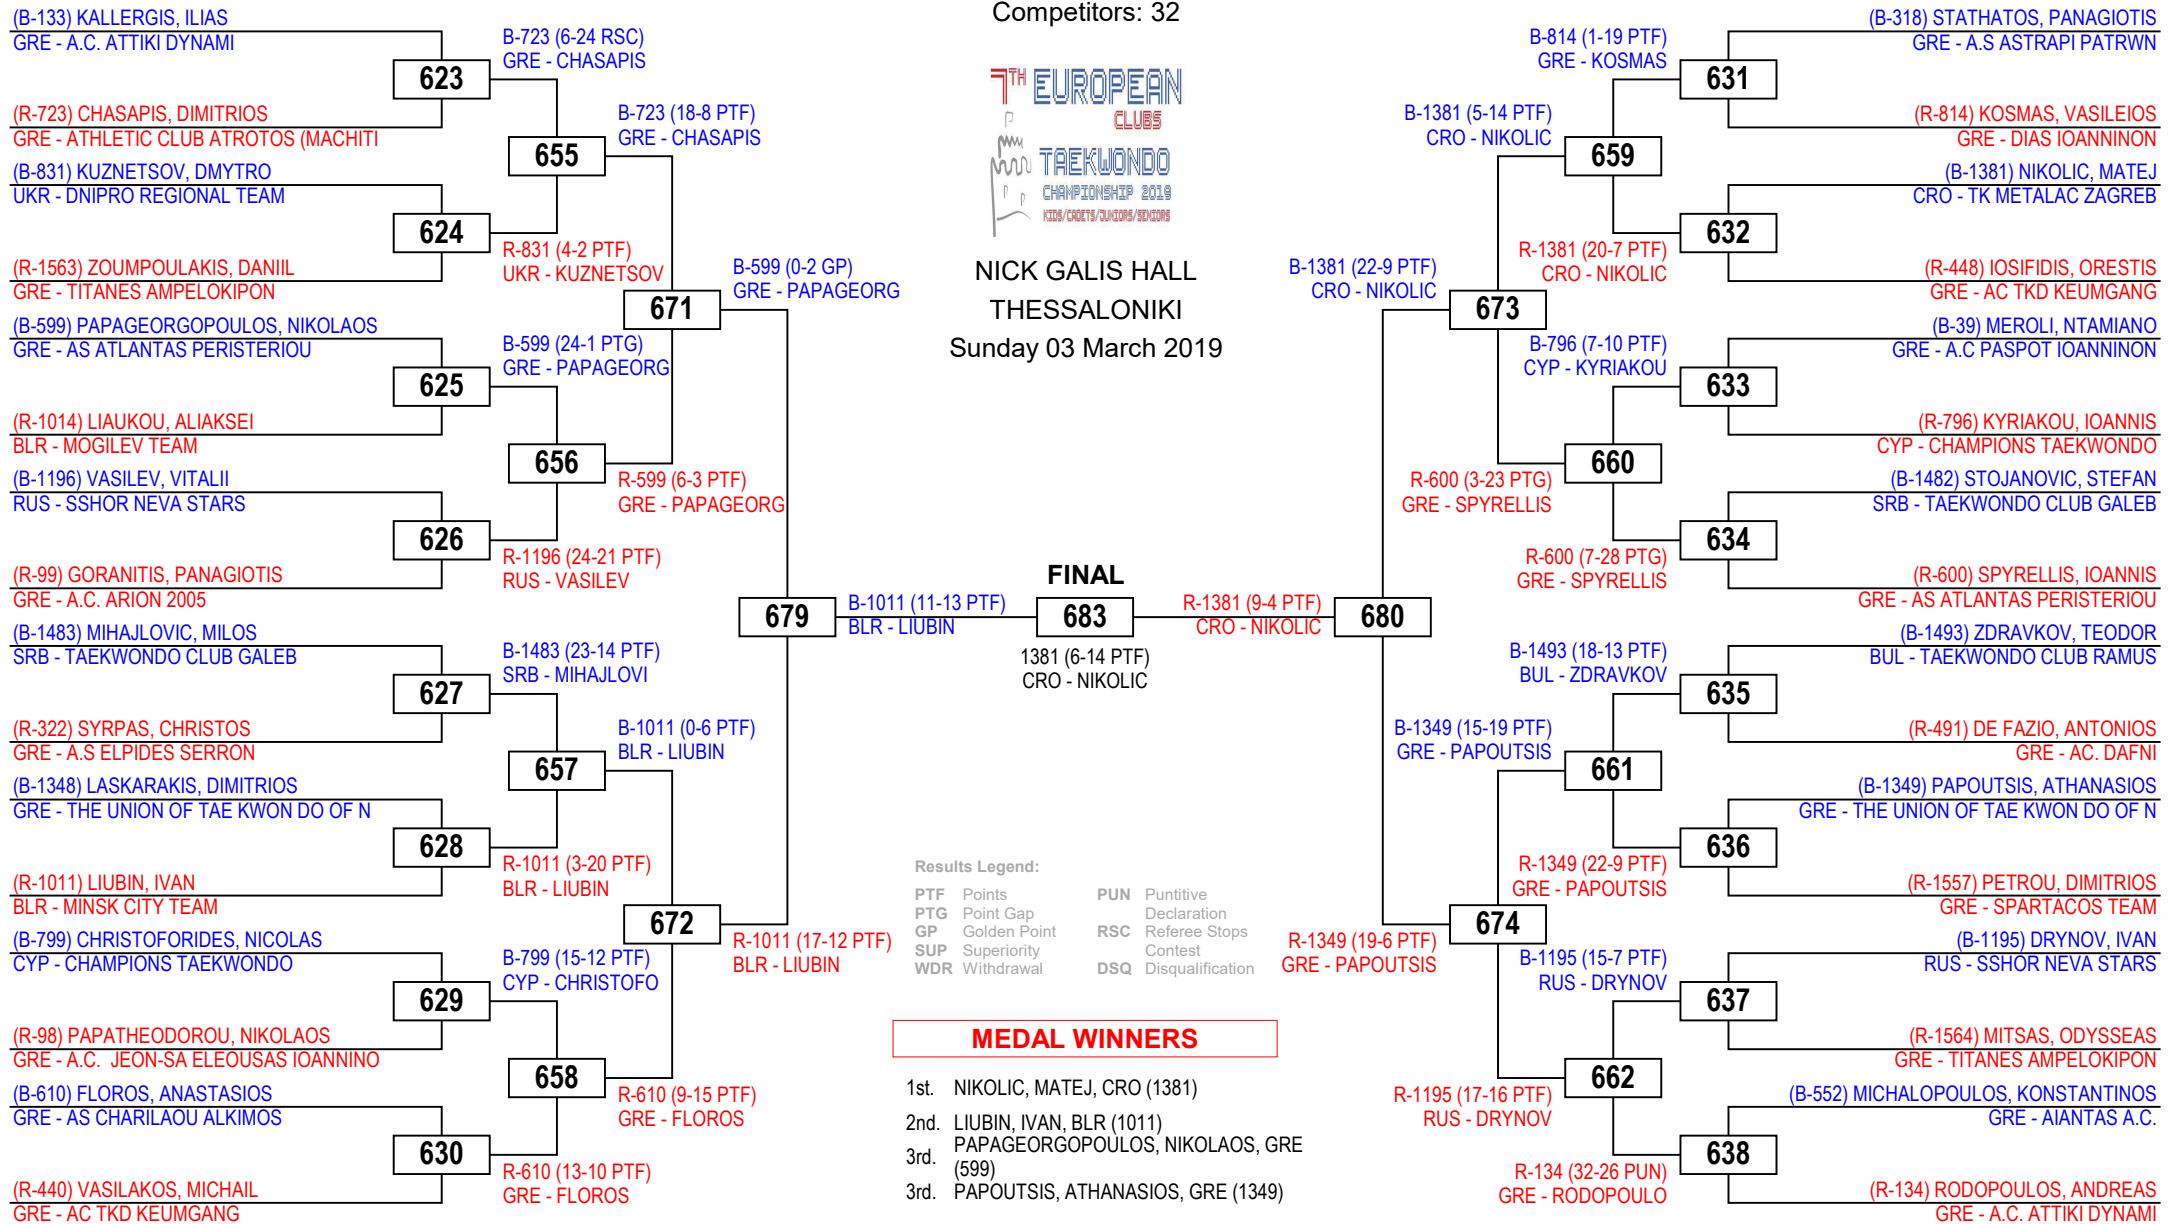 Competitors: 32
7TH EUROPEAN
CLUBS
TAEKWONDO
CHAMPIONSHIP 2019
KIDS/CADETS/JUNIORS/SENIORS
NICK GALIS HALL
THESSALONIKI
Sunday 03 March 2019
(B-133) KALLERGIS, ILIAS
GRE - A.C. ATTIKI DYNAMI
623
(R-723) CHASAPIS, DIMITRIOS
GRE - ATHLETIC CLUB ATROTOS (MACHITI
(B-831) KUZNETSOV, DMYTRO
UKR - DNIPRO REGIONAL TEAM
624
(R-1563) ZOUMPOULAKIS, DANIIL
GRE - TITANES AMPELOKIPON
(B-599) PAPAGEORGOPOULOS, NIKOLAOS
GRE - AS ATLANTAS PERISTERIOU
625
(R-1014) LIAUKOU, ALIAKSEI
BLR - MOGILEV TEAM
(B-1196) VASILEV, VITALII
RUS - SSHOR NEVA STARS
626
(R-99) GORANITIS, PANAGIOTIS
GRE - A.C. ARION 2005
(B-1483) MIHAJLOVIC, MILOS
SRB - TAEKWONDO CLUB GALEB
627
(R-322) SYRPAS, CHRISTOS
GRE - A.S ELPIDES SERRON
(B-1348) LASKARAKIS, DIMITRIOS
GRE - THE UNION OF TAE KWON DO OF N
628
(R-1011) LIUBIN, IVAN
BLR - MINSK CITY TEAM
(B-799) CHRISTOFORIDES, NICOLAS
CYP - CHAMPIONS TAEKWONDO
629
(R-98) PAPATHEODOROU, NIKOLAOS
GRE - A.C.  JEON-SA ELEOUSAS IOANNINO
(B-610) FLOROS, ANASTASIOS
GRE - AS CHARILAOU ALKIMOS
630
(R-440) VASILAKOS, MICHAIL
GRE - AC TKD KEUMGANG
B-723 (6-24 RSC)
GRE - CHASAPIS
655
R-831 (4-2 PTF)
UKR - KUZNETSOV
B-599 (24-1 PTG)
GRE - PAPAGEORG
656
R-1196 (24-21 PTF)
RUS - VASILEV
B-1483 (23-14 PTF)
SRB - MIHAJLOVI
657
R-1011 (3-20 PTF)
BLR - LIUBIN
B-799 (15-12 PTF)
CYP - CHRISTOFO
658
R-610 (13-10 PTF)
GRE - FLOROS
B-723 (18-8 PTF)
GRE - CHASAPIS
671
R-599 (6-3 PTF)
GRE - PAPAGEORG
B-1011 (0-6 PTF)
BLR - LIUBIN
672
R-610 (9-15 PTF)
GRE - FLOROS
B-599 (0-2 GP)
GRE - PAPAGEORG
679
R-1011 (17-12 PTF)
BLR - LIUBIN
B-1011 (11-13 PTF)
BLR - LIUBIN
FINAL
683
1381 (6-14 PTF)
CRO - NIKOLIC
R-1381 (9-4 PTF)
CRO - NIKOLIC
680
B-1381 (22-9 PTF)
CRO - NIKOLIC
R-1349 (19-6 PTF)
GRE - PAPOUTSIS
B-1381 (5-14 PTF)
CRO - NIKOLIC
673
R-600 (3-23 PTG)
GRE - SPYRELLIS
B-1349 (15-19 PTF)
GRE - PAPOUTSIS
674
R-1195 (17-16 PTF)
RUS - DRYNOV
B-814 (1-19 PTF)
GRE - KOSMAS
659
R-1381 (20-7 PTF)
CRO - NIKOLIC
B-796 (7-10 PTF)
CYP - KYRIAKOU
660
R-600 (7-28 PTG)
GRE - SPYRELLIS
B-1493 (18-13 PTF)
BUL - ZDRAVKOV
661
R-1349 (22-9 PTF)
GRE - PAPOUTSIS
B-1195 (15-7 PTF)
RUS - DRYNOV
662
R-134 (32-26 PUN)
GRE - RODOPOULO
(B-318) STATHATOS, PANAGIOTIS
GRE - A.S ASTRAPI PATRWN
631
(R-814) KOSMAS, VASILEIOS
GRE - DIAS IOANNINON
(B-1381) NIKOLIC, MATEJ
CRO - TK METALAC ZAGREB
632
(R-448) IOSIFIDIS, ORESTIS
GRE - AC TKD KEUMGANG
(B-39) MEROLI, NTAMIANO
GRE - A.C PASPOT IOANNINON
633
(R-796) KYRIAKOU, IOANNIS
CYP - CHAMPIONS TAEKWONDO
(B-1482) STOJANOVIC, STEFAN
SRB - TAEKWONDO CLUB GALEB
634
(R-600) SPYRELLIS, IOANNIS
GRE - AS ATLANTAS PERISTERIOU
(B-1493) ZDRAVKOV, TEODOR
BUL - TAEKWONDO CLUB RAMUS
635
(R-491) DE FAZIO, ANTONIOS
GRE - AC. DAFNI
(B-1349) PAPOUTSIS, ATHANASIOS
GRE - THE UNION OF TAE KWON DO OF N
636
(R-1557) PETROU, DIMITRIOS
GRE - SPARTACOS TEAM
(B-1195) DRYNOV, IVAN
RUS - SSHOR NEVA STARS
637
(R-1564) MITSAS, ODYSSEAS
GRE - TITANES AMPELOKIPON
(B-552) MICHALOPOULOS, KONSTANTINOS
GRE - AIANTAS A.C.
638
(R-134) RODOPOULOS, ANDREAS
GRE - A.C. ATTIKI DYNAMI
Results Legend:
PTF Points PUN Puntitive
PTG Point Gap Declaration
GP Golden Point RSC Referee Stops
SUP Superiority Contest
WDR Withdrawal DSQ Disqualification
MEDAL WINNERS
1st. NIKOLIC, MATEJ, CRO (1381)
2nd. LIUBIN, IVAN, BLR (1011)
3rd. PAPAGEORGOPOULOS, NIKOLAOS, GRE
(599)
3rd. PAPOUTSIS, ATHANASIOS, GRE (1349)